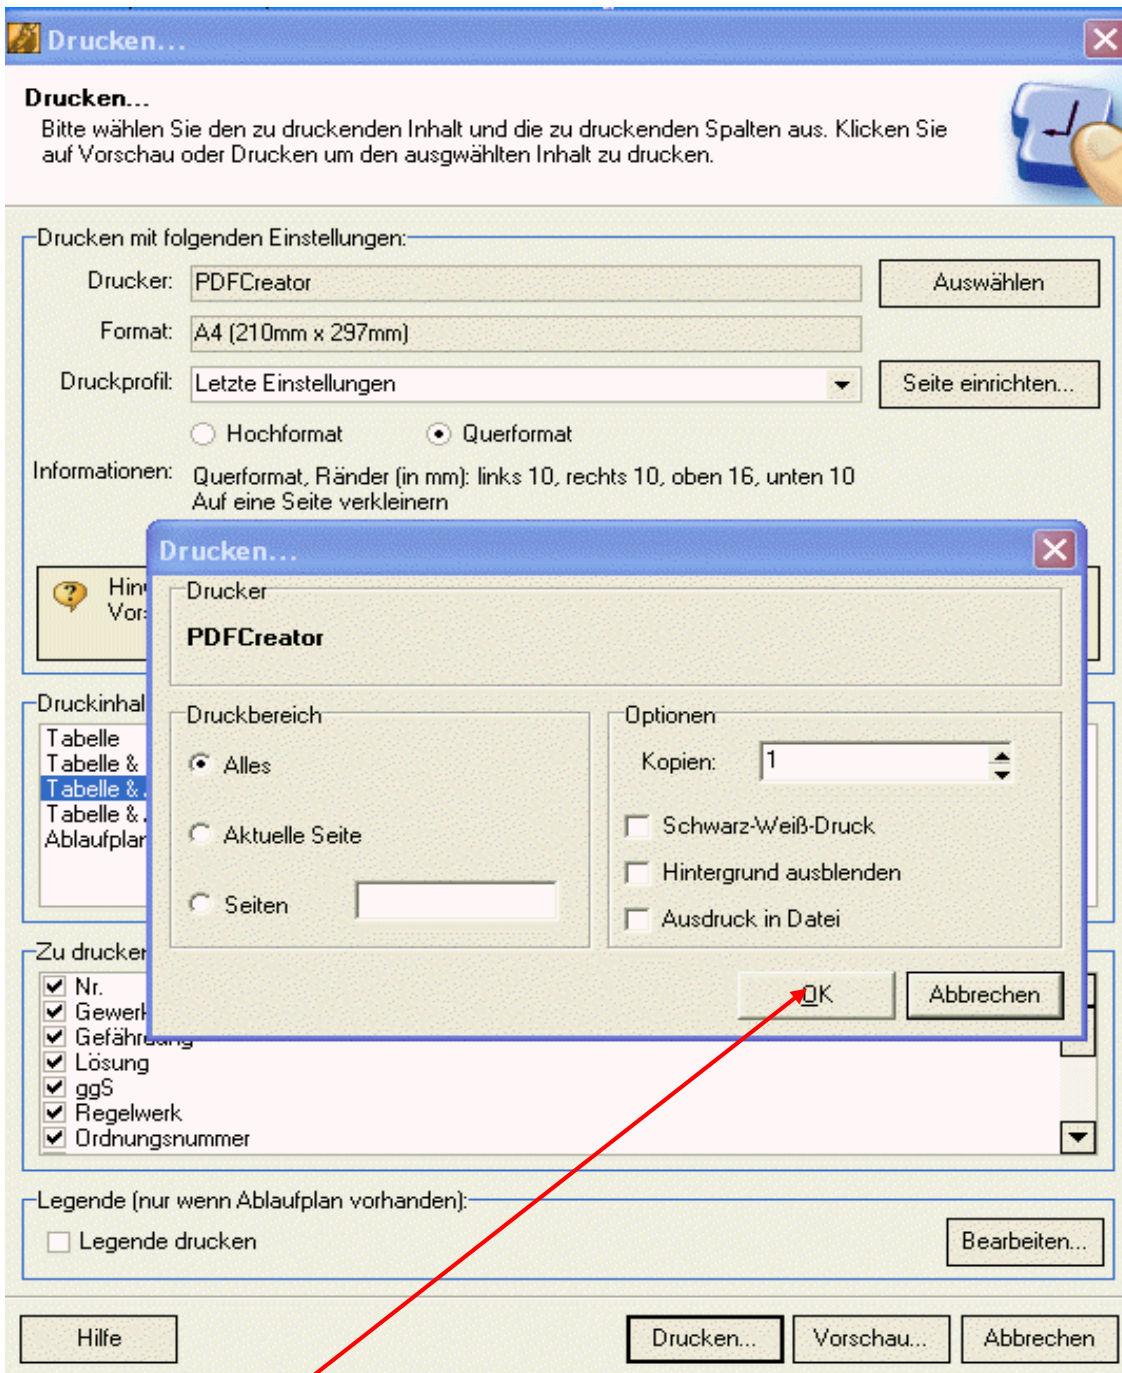 Drucken...
Drucken...
Bitte wählen Sie den zu druckenden Inhalt und die zu druckenden Spalten aus. Klicken Sie
auf Vorschau oder Drucken um den ausgwählten Inhalt zu drucken.
Drucken mit folgenden Einstellungen:
Drucker: PDFCreator Auswählen
Format: A4 (210mm x 297mm)
Druckprofil: Letzte Einstellungen Seite einrichten...
Hochformat Querformat
Informationen: Querformat, Ränder (in mm): links 10, rechts 10, oben 16, unten 10
Auf eine Seite verkleinern
Drucken...
Drucker
PDFCreator
Druckbereich
Alles
Aktuelle Seite
Seiten
Optionen
Kopien: 1
Schwarz-Weiß-Druck
Hintergrund ausblenden
Ausdruck in Datei
OK Abbrechen
Tabelle
Tabelle &
Tabelle &
Tabelle &
Nr.
Gefährdung
Lösung
ggS
Regelwerk
Ordnungsnummer
Legende (nur wenn Ablaufplan vorhanden):
Legende drucken Bearbeiten...
Hilfe Drucken... Vorschau... Abbrechen